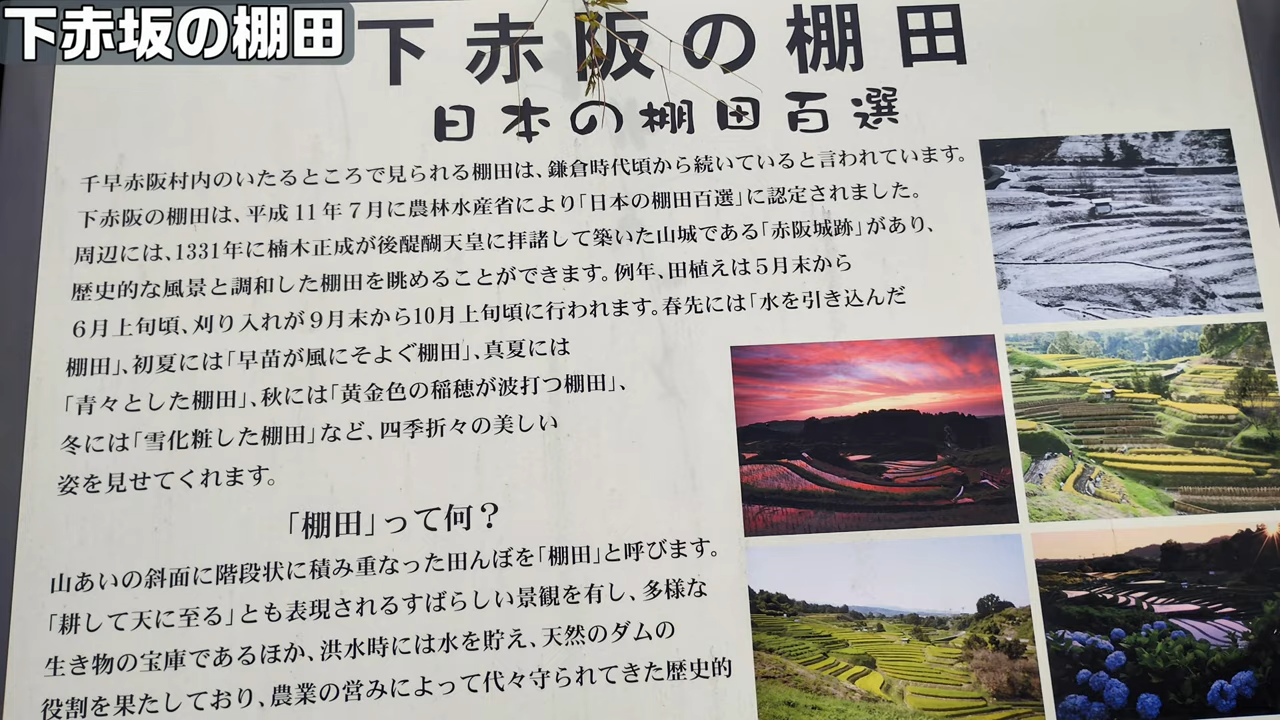 下赤坂の棚田
下赤阪の棚田
日本の棚田百選
千早赤阪村内のいたるところで見られる棚田は、鎌倉時代頃から続いていると言われています。
下赤阪の棚田は、平成11年7月に農林水産省により「日本の棚田百選」に認定されました。
周辺には、1331年に楠木正成が後醍醐天皇に拝諸して築いた山城である「赤阪城跡」があり、
歴史的な風景と調和した棚田を眺めることができます。例年、田植えは5月末から
6月上旬頃、刈り入れが9月末から10月上旬頃に行われます。春先には「水を引き込んだ
棚田」、初夏には「早苗が風にそよぐ棚田」、真夏には
「青々とした棚田」、秋には「黄金色の稲穂が波打つ棚田」、
冬には「雪化粧した棚田」など、四季折々の美しい
姿を見せてくれます。
「棚田」って何？
山あいの斜面に階段状に積み重なった田んぼを「棚田」と呼びます。
「耕して天に至る」とも表現されるすばらしい景観を有し、多様な
生き物の宝庫であるほか、洪水時には水を貯え、天然のダムの
役割を果たしており、農業の営みによって代々守られてきた歴史的